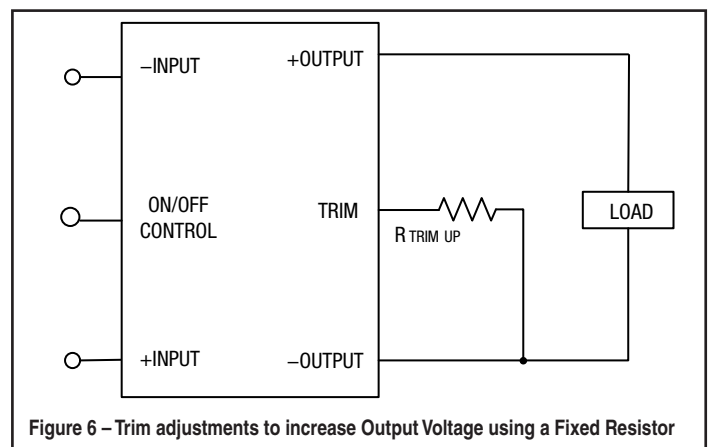 –INPUT
+OUTPUT
ON/OFF
CONTROL
TRIM
R TRIM UP
LOAD
+INPUT
–OUTPUT
Figure 6 – Trim adjustments to increase Output Voltage using a Fixed Resistor